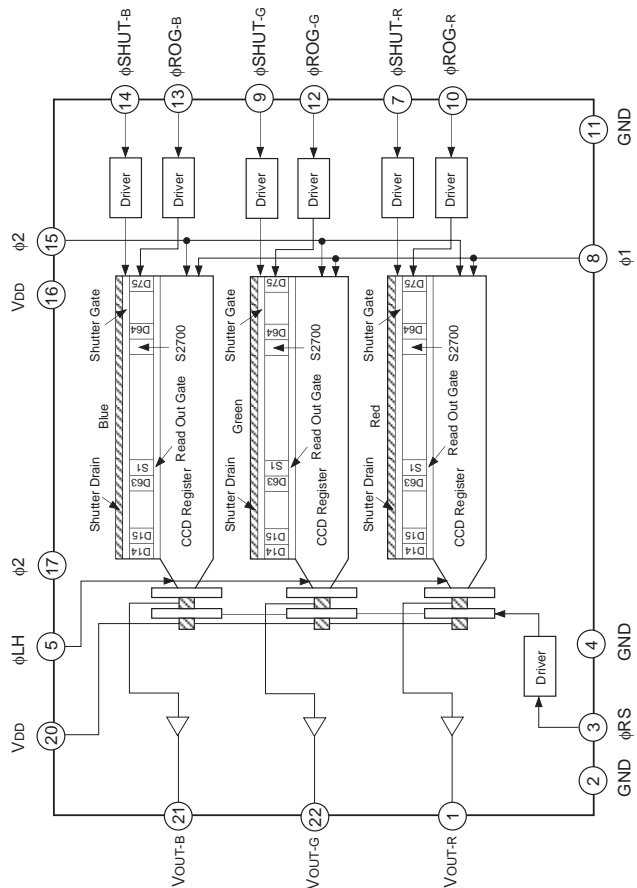 φSHUT-B
φROG-B
φSHUT-G
φROG-G
φSHUT-R
φROG-R
14
13
9
12
7
10
11
GND
Driver
Driver
Driver
Driver
Driver
Driver
φ2
15
8
φ1
VDD
16
Blue
Shutter Gate
D75
D64
S2700
Read Out Gate
S1
D63
Shutter Drain
D15
D14
CCD Register
Green
Shutter Gate
D75
D64
S2700
Read Out Gate
S1
D63
Shutter Drain
D15
D14
CCD Register
Red
Shutter Gate
D75
D64
S2700
Read Out Gate
S1
D63
Shutter Drain
D15
D14
CCD Register
φ2
17
φLH
5
4
GND
Driver
VDD
20
3
φRS
2
GND
21
22
1
VOUT-B
VOUT-G
VOUT-R